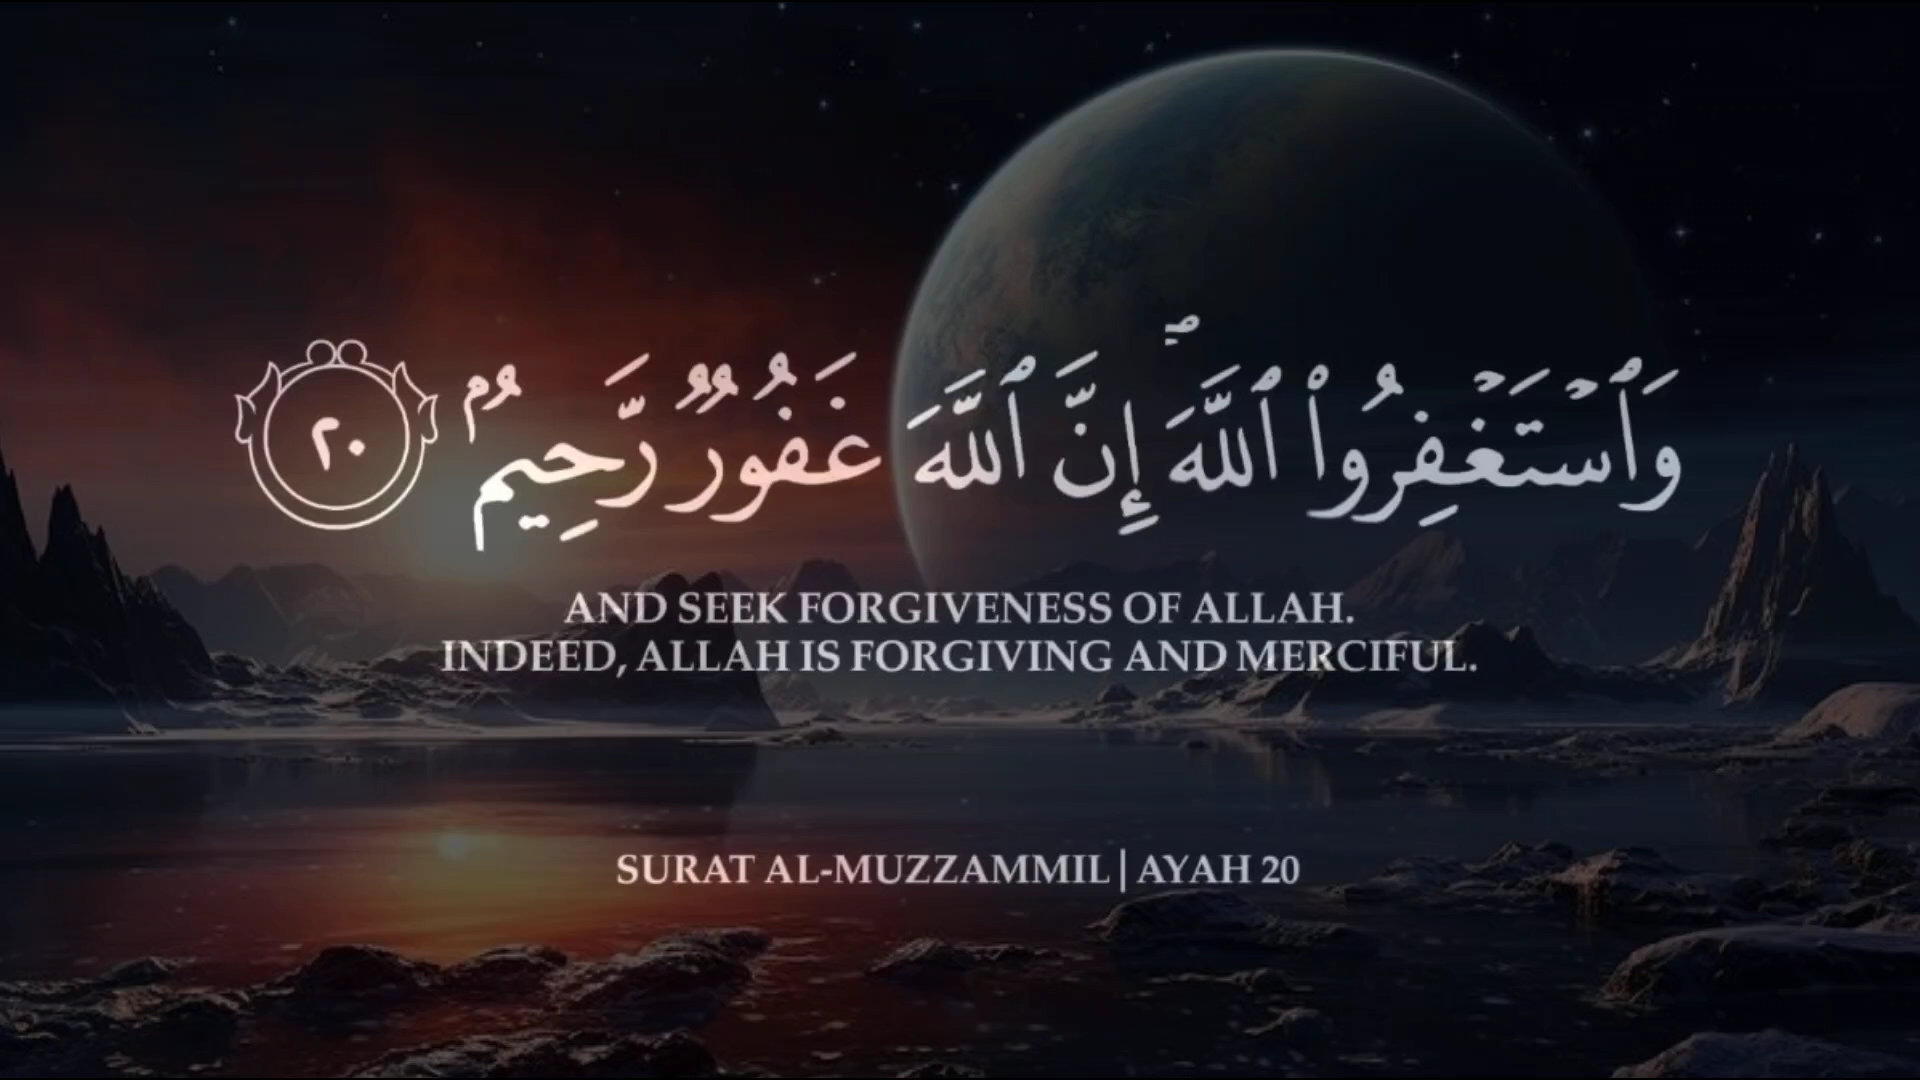 وَٱسۡتَغۡفِرُواْ ٱللَّهَۖ إِنَّ ٱللَّهَ غَفُورٞ رَّحِيمُۢ ٢٠
AND SEEK FORGIVENESS OF ALLAH.
INDEED, ALLAH IS FORGIVING AND MERCIFUL.
SURAT AL-MUZZAMMIL | AYAH 20